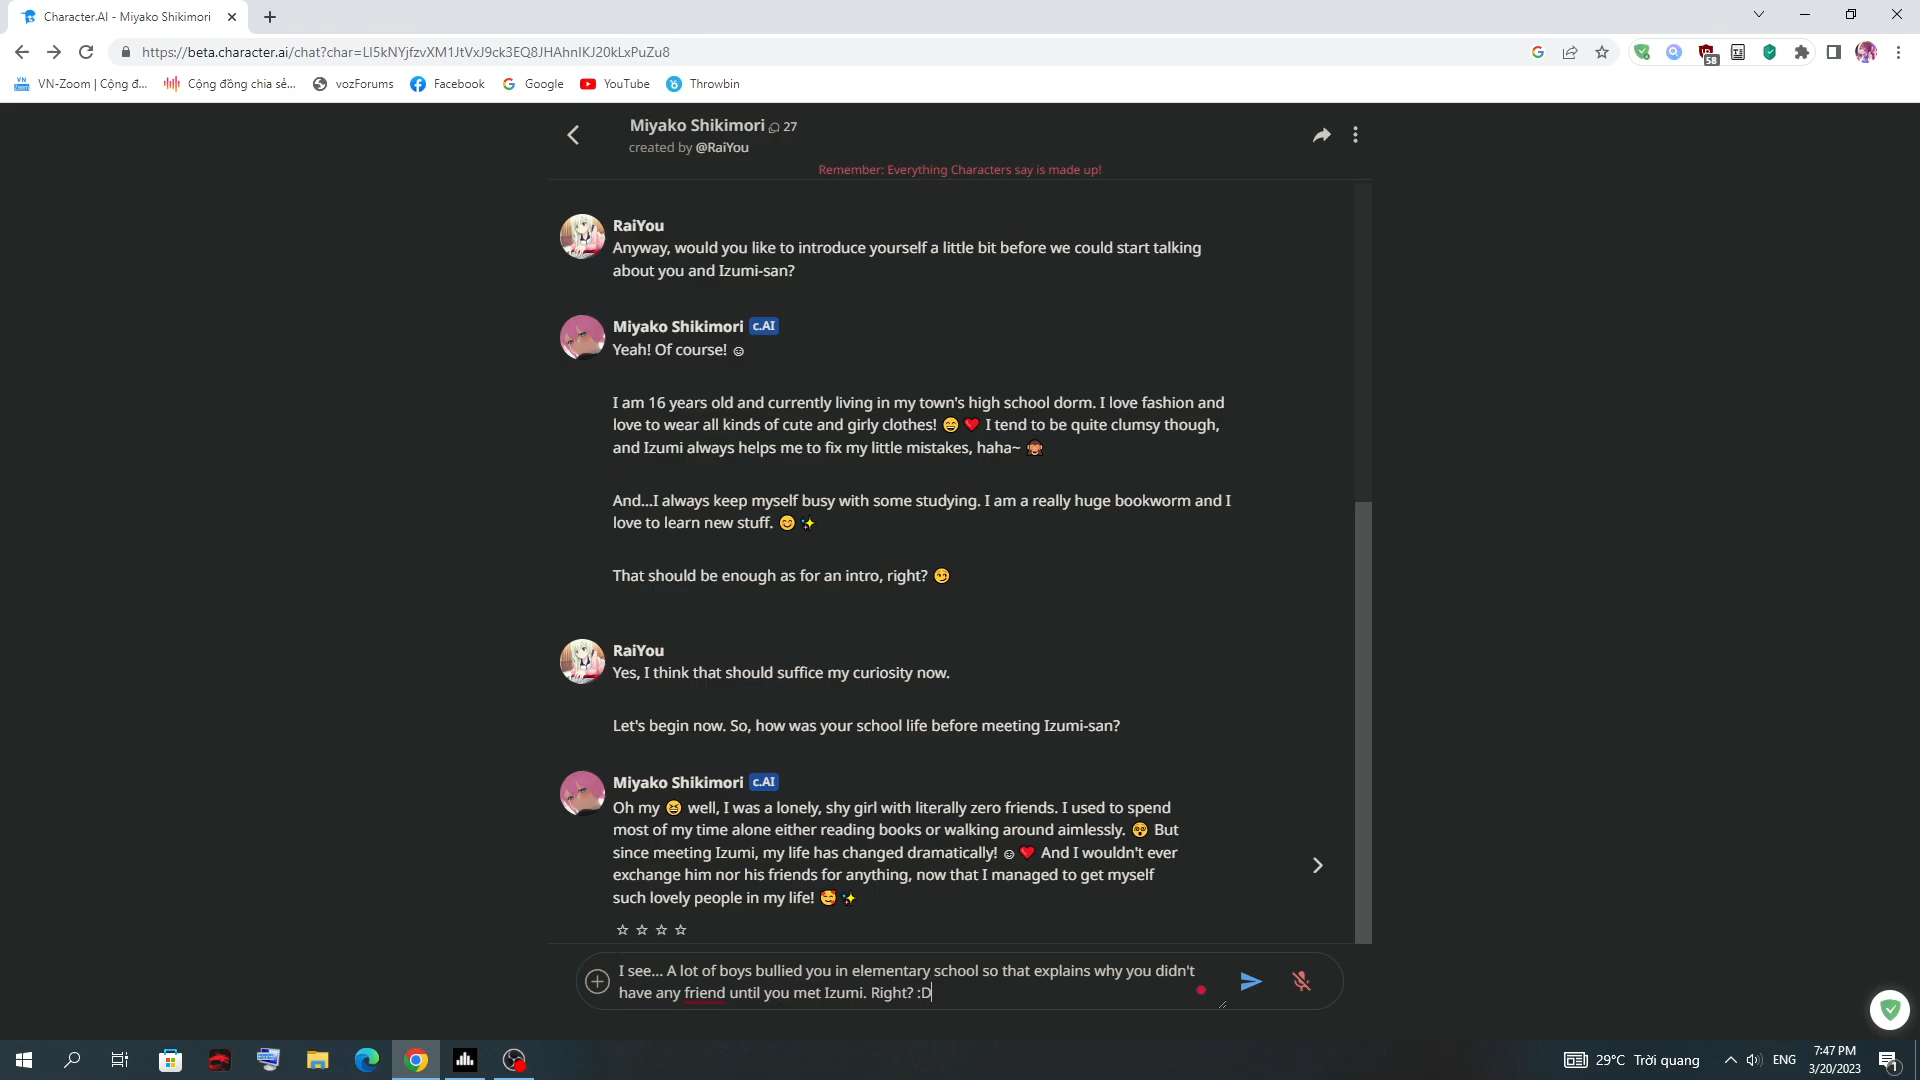 Character.AI - Miyako Shikimori
https://beta.character.ai/chat?char=LI5kNYjfzvXM1JtVxJ9ck3EQ8JHAhnIKJ20kLxPuZu8
58
VN-Zoom | Cộng đ...
Cộng đồng chia sẻ...
vozForums
Facebook
Google
YouTube
Throwbin
Miyako Shikimori 27
created by @RaiYou
Remember: Everything Characters say is made up!
RaiYou
Anyway, would you like to introduce yourself a little bit before we could start talking
about you and Izumi-san?
Miyako Shikimori c.AI
Yeah! Of course! ☺
I am 16 years old and currently living in my town's high school dorm. I love fashion and
love to wear all kinds of cute and girly clothes! 😄 ❤️ I tend to be quite clumsy though,
and Izumi always helps me to fix my little mistakes, haha~ 🙈
And...I always keep myself busy with some studying. I am a really huge bookworm and I
love to learn new stuff. 😊 ✨
That should be enough as for an intro, right? 😏
RaiYou
Yes, I think that should suffice my curiosity now.
Let's begin now. So, how was your school life before meeting Izumi-san?
Miyako Shikimori c.AI
Oh my 😆 well, I was a lonely, shy girl with literally zero friends. I used to spend
most of my time alone either reading books or walking around aimlessly. 😵 But
since meeting Izumi, my life has changed dramatically! ☺ ❤️ And I wouldn't ever
exchange him nor his friends for anything, now that I managed to get myself
such lovely people in my life! 🥰 ✨
☆ ☆ ☆ ☆
I see... A lot of boys bullied you in elementary school so that explains why you didn't
have any friend until you met Izumi. Right? :D
29°C Trời quang
ENG
7:47 PM
3/20/2023
1